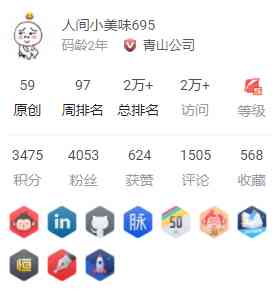 人间小美味695
码龄2年 青山公司
59 97 2万+ 2万+
原创 周排名 总排名 访问 等级
3475 4053 624 1505 568
积分 粉丝 获赞 评论 收藏
in 脉 50
恒